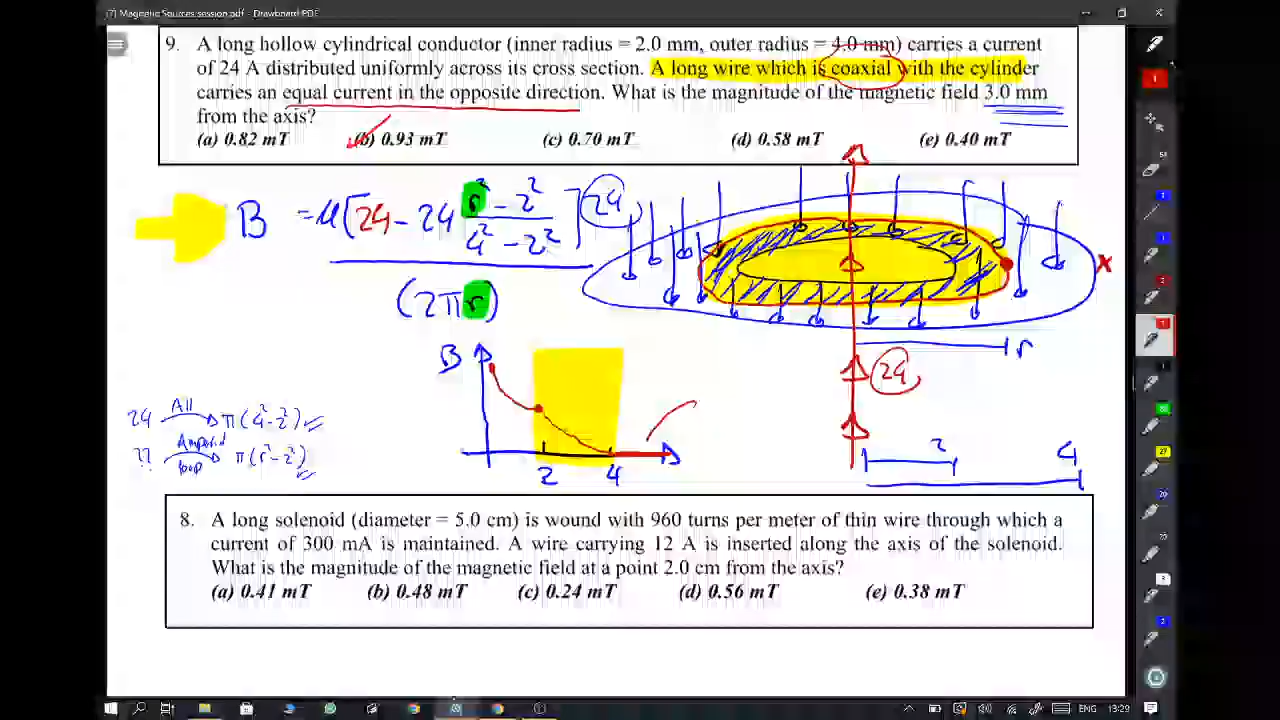 (7) Magnetic Sources session.pdf - Drawboard PDF
9. A long hollow cylindrical conductor (inner radius = 2.0 mm, outer radius = 4.0 mm) carries a current
of 24 A distributed uniformly across its cross section. A long wire which is coaxial with the cylinder
carries an equal current in the opposite direction. What is the magnitude of the magnetic field 3.0 mm
from the axis?
(a) 0.82 mT (b) 0.93 mT (c) 0.70 mT (d) 0.58 mT (e) 0.40 mT
B = μ[24 - 24 r² - 2² / 4² - 2²] 24
(2πr)
x
r
B
24
24 All π(4² - 2²)
?? Amperial loop π(r² - 2²)
2 4
2 4
8. A long solenoid (diameter = 5.0 cm) is wound with 960 turns per meter of thin wire through which a
current of 300 mA is maintained. A wire carrying 12 A is inserted along the axis of the solenoid.
What is the magnitude of the magnetic field at a point 2.0 cm from the axis?
(a) 0.41 mT (b) 0.48 mT (c) 0.24 mT (d) 0.56 mT (e) 0.38 mT
ENG 13:29